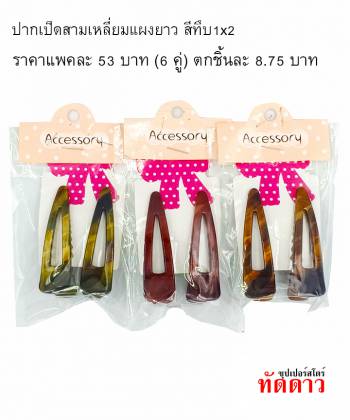 ปากเป็ดสามเหลี่ยมแผงยาว สีทึบ1x2
ราคาแพคละ 53 บาท (6 คู่) ตกชิ้นละ 8.75 บาท
Accessory
Accessory
Accessory
ซุปเปอร์สโตร์
ทัดดาว